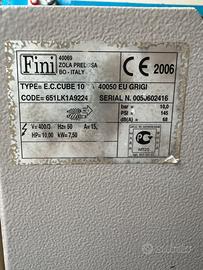 Fini
40069
ZOLA PREDOSA
BO - ITALY
CE 2006
TYPE= E.C.CUBE 10 40050 EU GRIGI
CODE= 651LK1A9224 SERIAL N. 005J602416
bar 10,0
PSI 145
dB(A) 68
V= 400/3 Hz= 50 A= 15,
HP= 10,00 kW= 7,50
subito